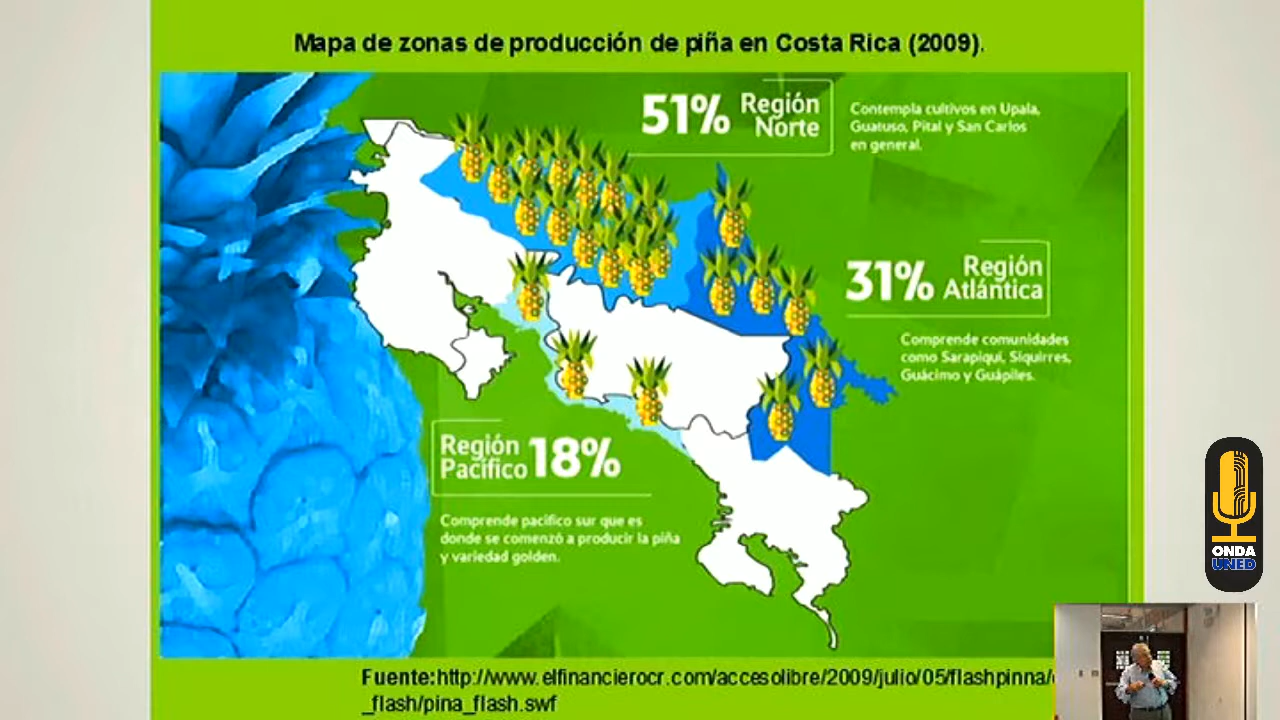 Mapa de zonas de producción de piña en Costa Rica (2009).
51% Región
Norte
Contempla cultivos en Upala,
Guatuso, Pital y San Carlos
en general.
31% Región
Atlántica
Comprende comunidades
como Sarapiquí, Siquirres,
Guácimo y Guápiles.
Región
Pacífico 18%
Comprende pacífico sur que es
donde se comenzó a producir la piña
y variedad golden.
ONDA
UNED
Fuente:http://www.elfinancierocr.com/accesolibre/2009/julio/05/flashpinna/
_flash/pina_flash.swf